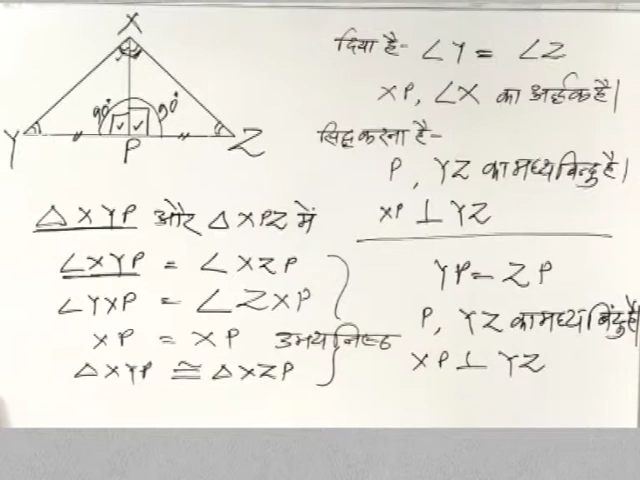 X
90° 90°
Y P Z
दिया है- ∠Y = ∠Z
XP, ∠X का अर्द्धक है।
सिद्ध करना है-
P, YZ का मध्य बिन्दु है।
XP ⊥ YZ
△XYP और △XPZ में
∠XYP = ∠XZP
∠YXP = ∠ZXP
XP = XP उभयनिष्ठ
△XYP ≅ △XZP
YP = ZP
P, YZ का मध्य बिंदु है
XP ⊥ YZ